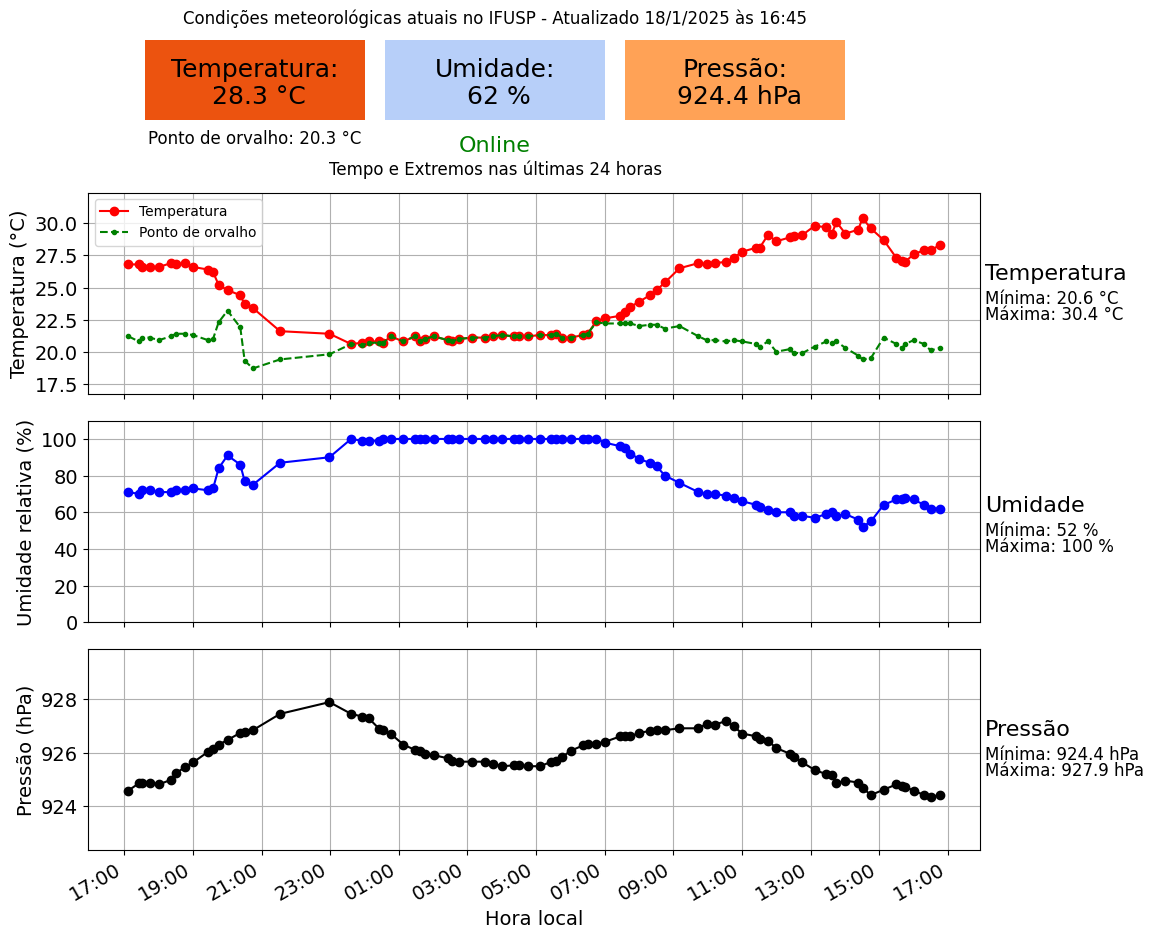 Condições meteorológicas atuais no IFUSP - Atualizado 18/1/2025 às 16:45
Temperatura:
28.3 °C
Umidade:
62 %
Pressão:
924.4 hPa
Ponto de orvalho: 20.3 °C
Online
Tempo e Extremos nas últimas 24 horas
Temperatura (°C)
30.0
27.5
25.0
22.5
20.0
17.5
Temperatura
Ponto de orvalho
Temperatura
Mínima: 20.6 °C
Máxima: 30.4 °C
Umidade relativa (%)
100
80
60
40
20
0
Umidade
Mínima: 52 %
Máxima: 100 %
Pressão (hPa)
928
926
924
Pressão
Mínima: 924.4 hPa
Máxima: 927.9 hPa
17:00 19:00 21:00 23:00 01:00 03:00 05:00 07:00 09:00 11:00 13:00 15:00 17:00
Hora local